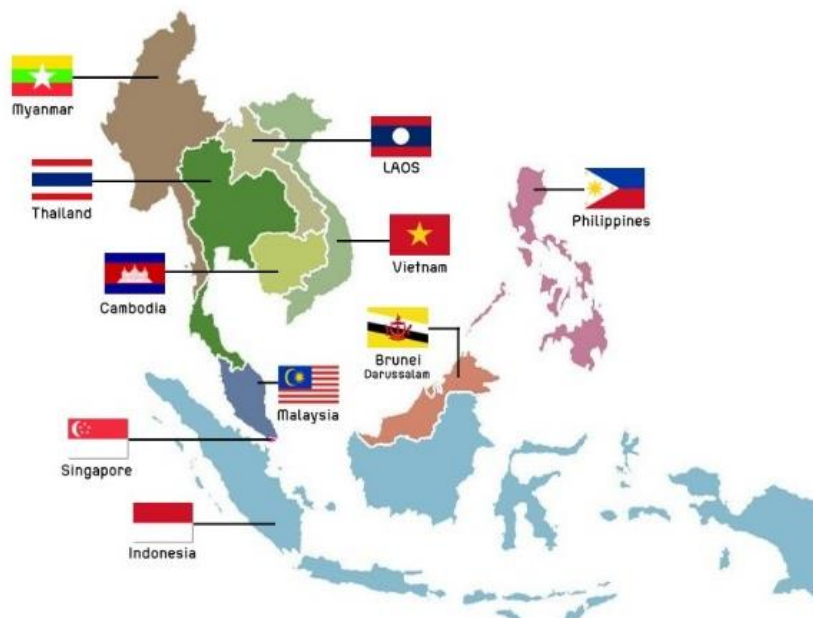 Myanmar
LAOS
Thailand
Philippines
Vietnam
Cambodia
Brunei
Darussalam
Malaysia
Singapore
Indonesia